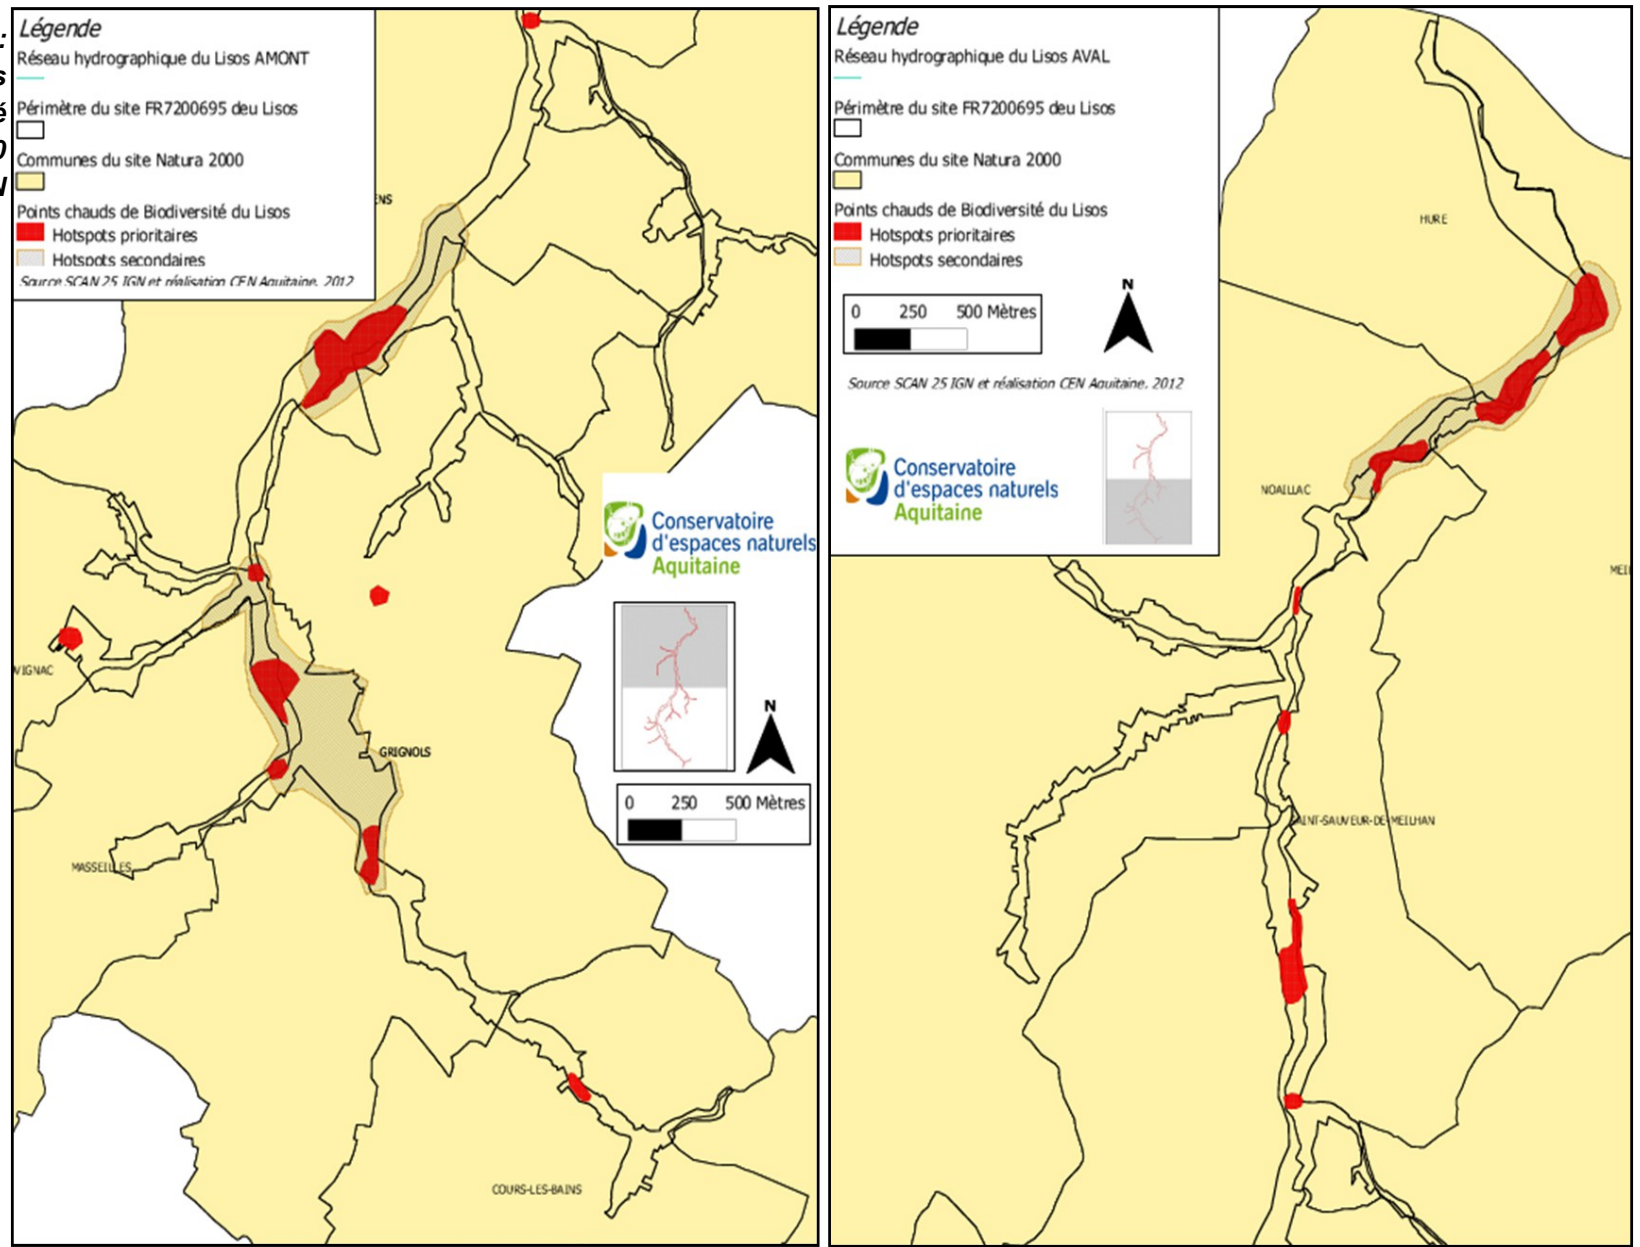 Légende
Réseau hydrographique du Lisos AMONT
Périmètre du site FR7200695 deu Lisos
Communes du site Natura 2000
Points chauds de Biodiversité du Lisos
Hotspots prioritaires
Hotspots secondaires
Source SCAN 25 IGN et réalisation CEN Aquitaine. 2012
ENS
Conservatoire
d'espaces naturels
Aquitaine
VIGNAC
N
GRIGNOLS
0 250 500 Mètres
MASSEILLES
COURS-LES-BAINS
Légende
Réseau hydrographique du Lisos AVAL
Périmètre du site FR7200695 deu Lisos
Communes du site Natura 2000
Points chauds de Biodiversité du Lisos
Hotspots prioritaires
Hotspots secondaires
HURE
N
0 250 500 Mètres
Source SCAN 25 IGN et réalisation CEN Aquitaine. 2012
Conservatoire
d'espaces naturels
Aquitaine
NOAILLAC
MEI
AINT-SAUVEUR-DE-MEILHAN